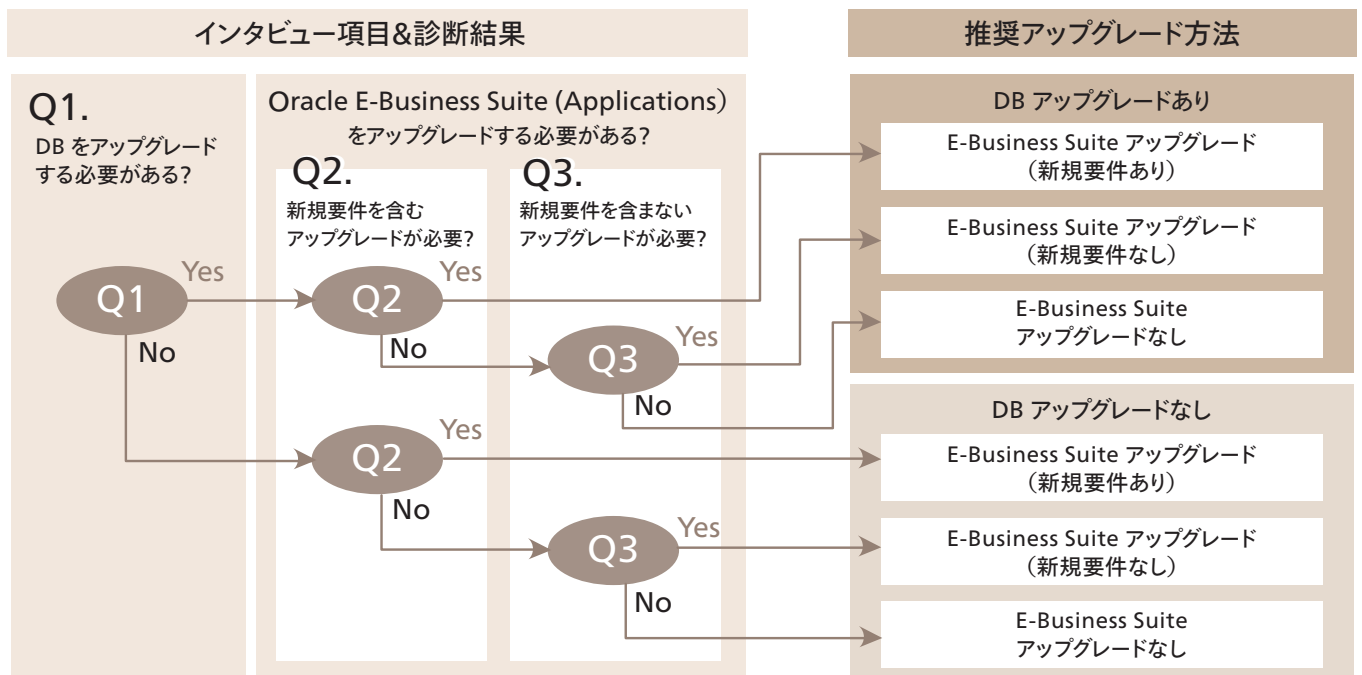 インタビュー項目&診断結果
推奨アップグレード方法
Q1.
DB をアップグレード
する必要がある？
Oracle E-Business Suite (Applications）
をアップグレードする必要がある？
Q2.
新規要件を含む
アップグレードが必要？
Q3.
新規要件を含まない
アップグレードが必要？
Q1
Yes
No
Q2
Yes
No
Q3
Yes
No
Q2
Yes
No
Q3
Yes
No
DB アップグレードあり
E-Business Suite アップグレード
（新規要件あり）
E-Business Suite アップグレード
（新規要件なし）
E-Business Suite
アップグレードなし
DB アップグレードなし
E-Business Suite アップグレード
（新規要件あり）
E-Business Suite アップグレード
（新規要件なし）
E-Business Suite
アップグレードなし